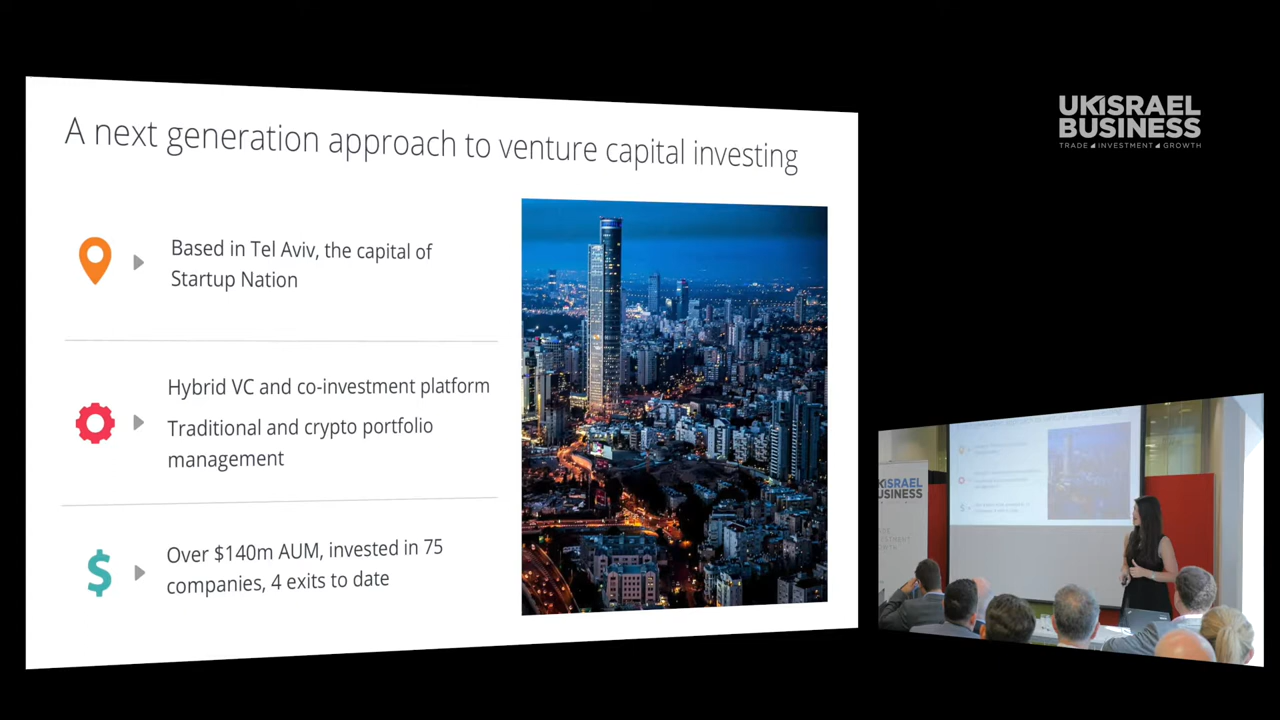 A next generation approach to venture capital investing
Based in Tel Aviv, the capital of
Startup Nation
Hybrid VC and co-investment platform
Traditional and crypto portfolio
management
Over $140m AUM, invested in 75
companies, 4 exits to date
UKISRAEL
BUSINESS
TRADE INVESTMENT GROWTH
KISRAEL
USINESS